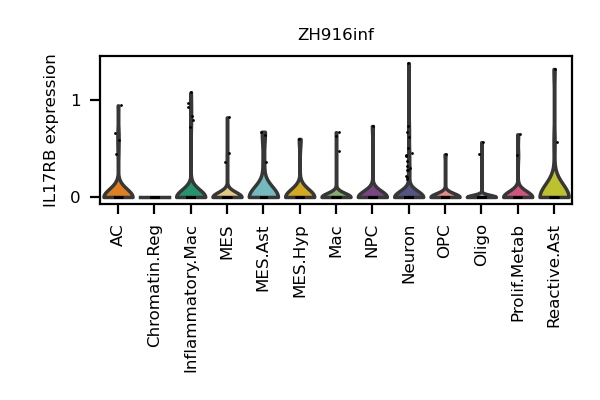 ZH916inf
IL17RB expression
1
0
AC
Chromatin.Reg
Inflammatory.Mac
MES
MES.Ast
MES.Hyp
Mac
NPC
Neuron
OPC
Oligo
Prolif.Metab
Reactive.Ast